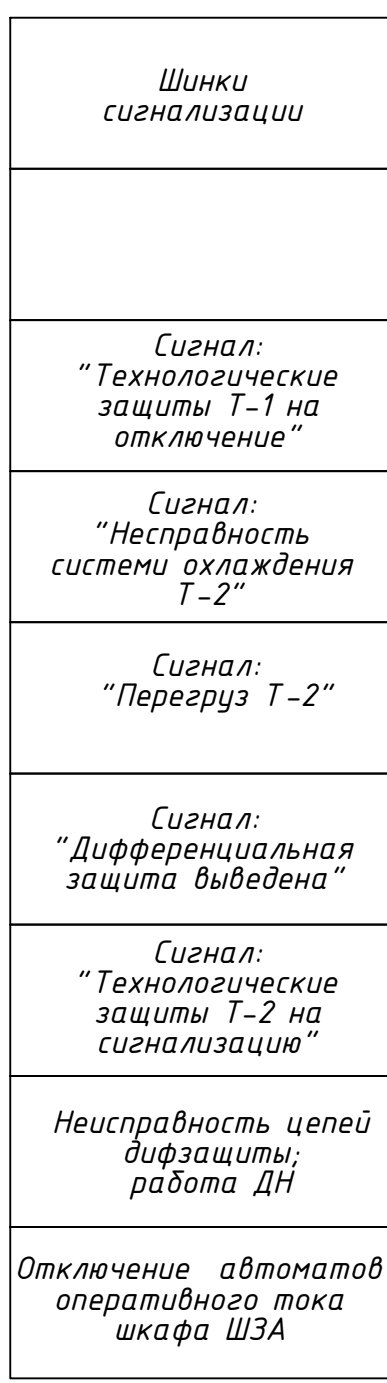 Шинки
сигнализации
Сигнал:
"Технологические
защиты Т-1 на
отключение"
Сигнал:
"Несправность
системи охлаждения
Т-2"
Сигнал:
"Перегруз Т-2"
Сигнал:
"Дифференциальная
защита выведена"
Сигнал:
"Технологические
защиты Т-2 на
сигнализацию"
Неисправность цепей
дифзащиты;
работа ДН
Отключение автоматов
оперативного тока
шкафа ШЗА